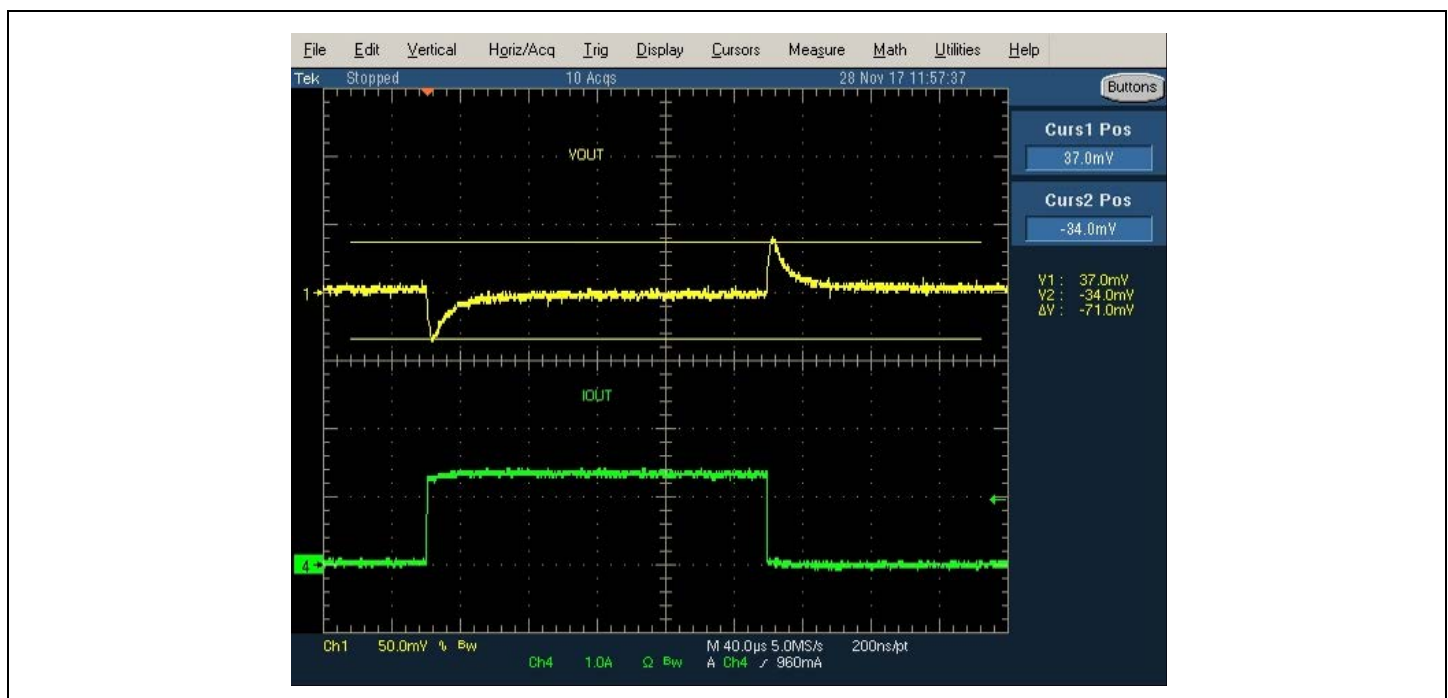 File Edit Vertical Horiz/Acq Trig Display Cursors Measure Math Utilities Help
Tek Stopped 10 Acqs 28 Nov 17 11:57:37
Buttons
Curs1 Pos
37.0mV
Curs2 Pos
-34.0mV
V1 : 37.0mV
V2 : -34.0mV
ΔV : -71.0mV
VOUT
1
IOUT
4
Ch1 50.0mV ∿ Bw M 40.0µs 5.0MS/s 200ns/pt
Ch4 1.0A Ω Bw A Ch4 ∕ 960mA